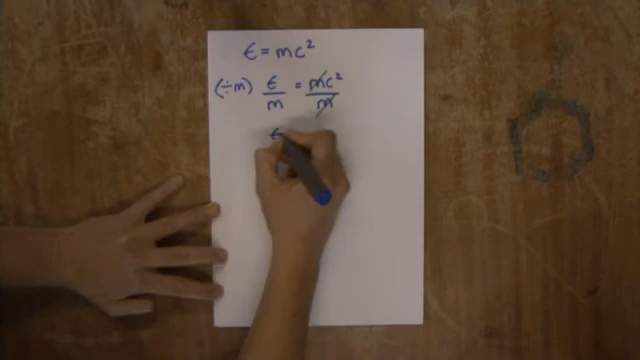 E = mc²
(÷m) E/m = mc²/m
E